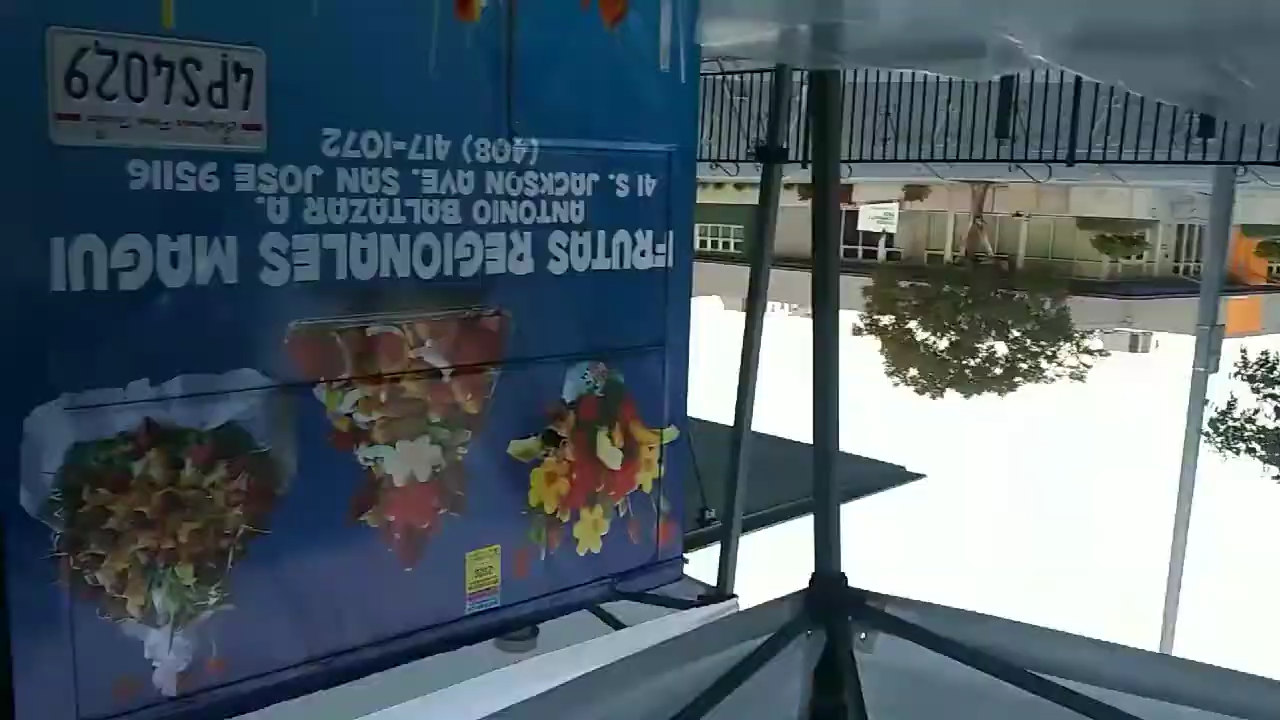 FRUTAS REGIONALES MAGUI
ANTONIO BALTAZAR A.
41 S. JACKSON AVE. SAN JOSE 95116
(408) 417-1072
4PS4029